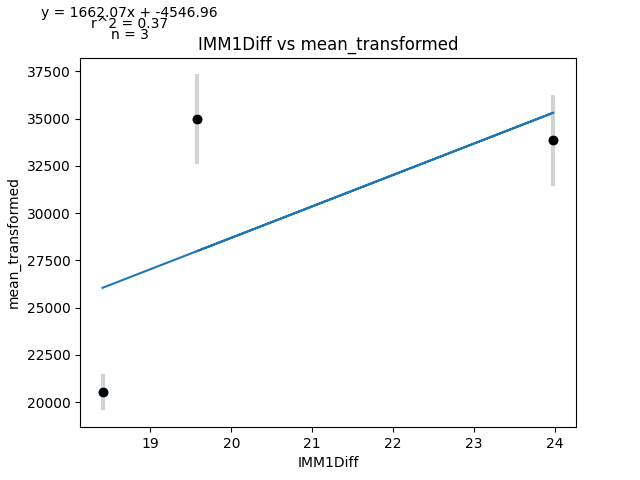 y = 1662.07x + -4546.96
r^2 = 0.37
n = 3
IMM1Diff vs mean_transformed
37500
35000
32500
30000
27500
25000
22500
20000
mean_transformed
19 20 21 22 23 24
IMM1Diff